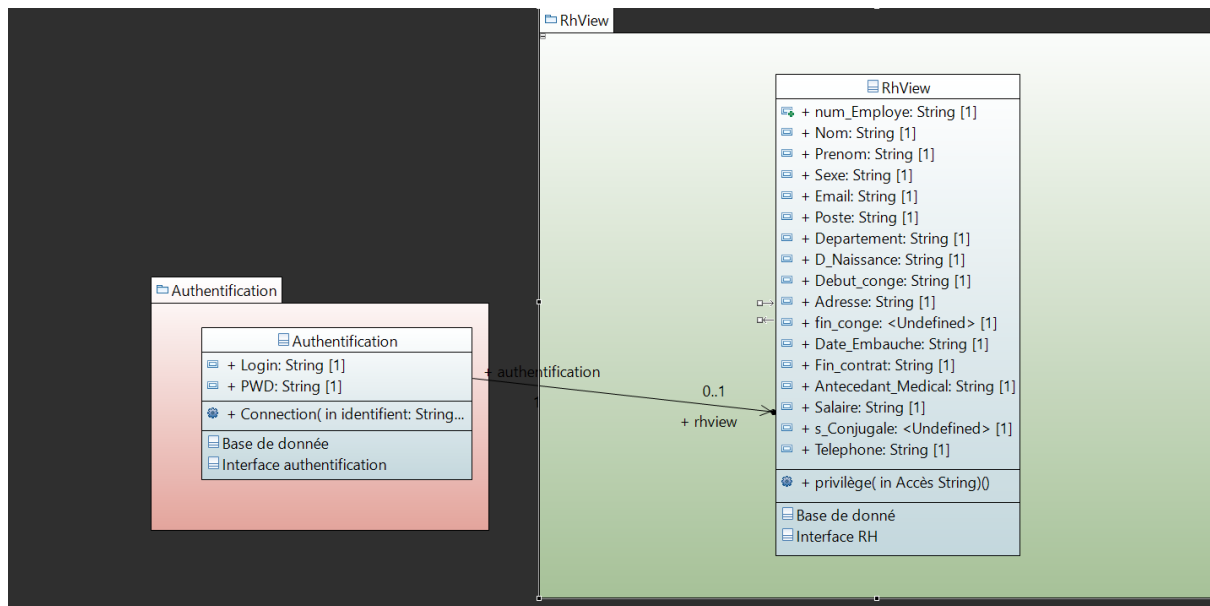 RhView
RhView
+ num_Employe: String [1]
+ Nom: String [1]
+ Prenom: String [1]
+ Sexe: String [1]
+ Email: String [1]
+ Poste: String [1]
+ Departement: String [1]
+ D_Naissance: String [1]
+ Debut_conge: String [1]
+ Adresse: String [1]
+ fin_conge: <Undefined> [1]
+ Date_Embauche: String [1]
+ Fin_contrat: String [1]
+ Antecedant_Medical: String [1]
+ Salaire: String [1]
+ s_Conjugale: <Undefined> [1]
+ Telephone: String [1]
+ privilège( in Accès String)()
Base de donné
Interface RH
Authentification
Authentification
+ Login: String [1]
+ PWD: String [1]
+ Connection( in identifient: String...
Base de donnée
Interface authentification
+ authentification
1
0..1
+ rhview